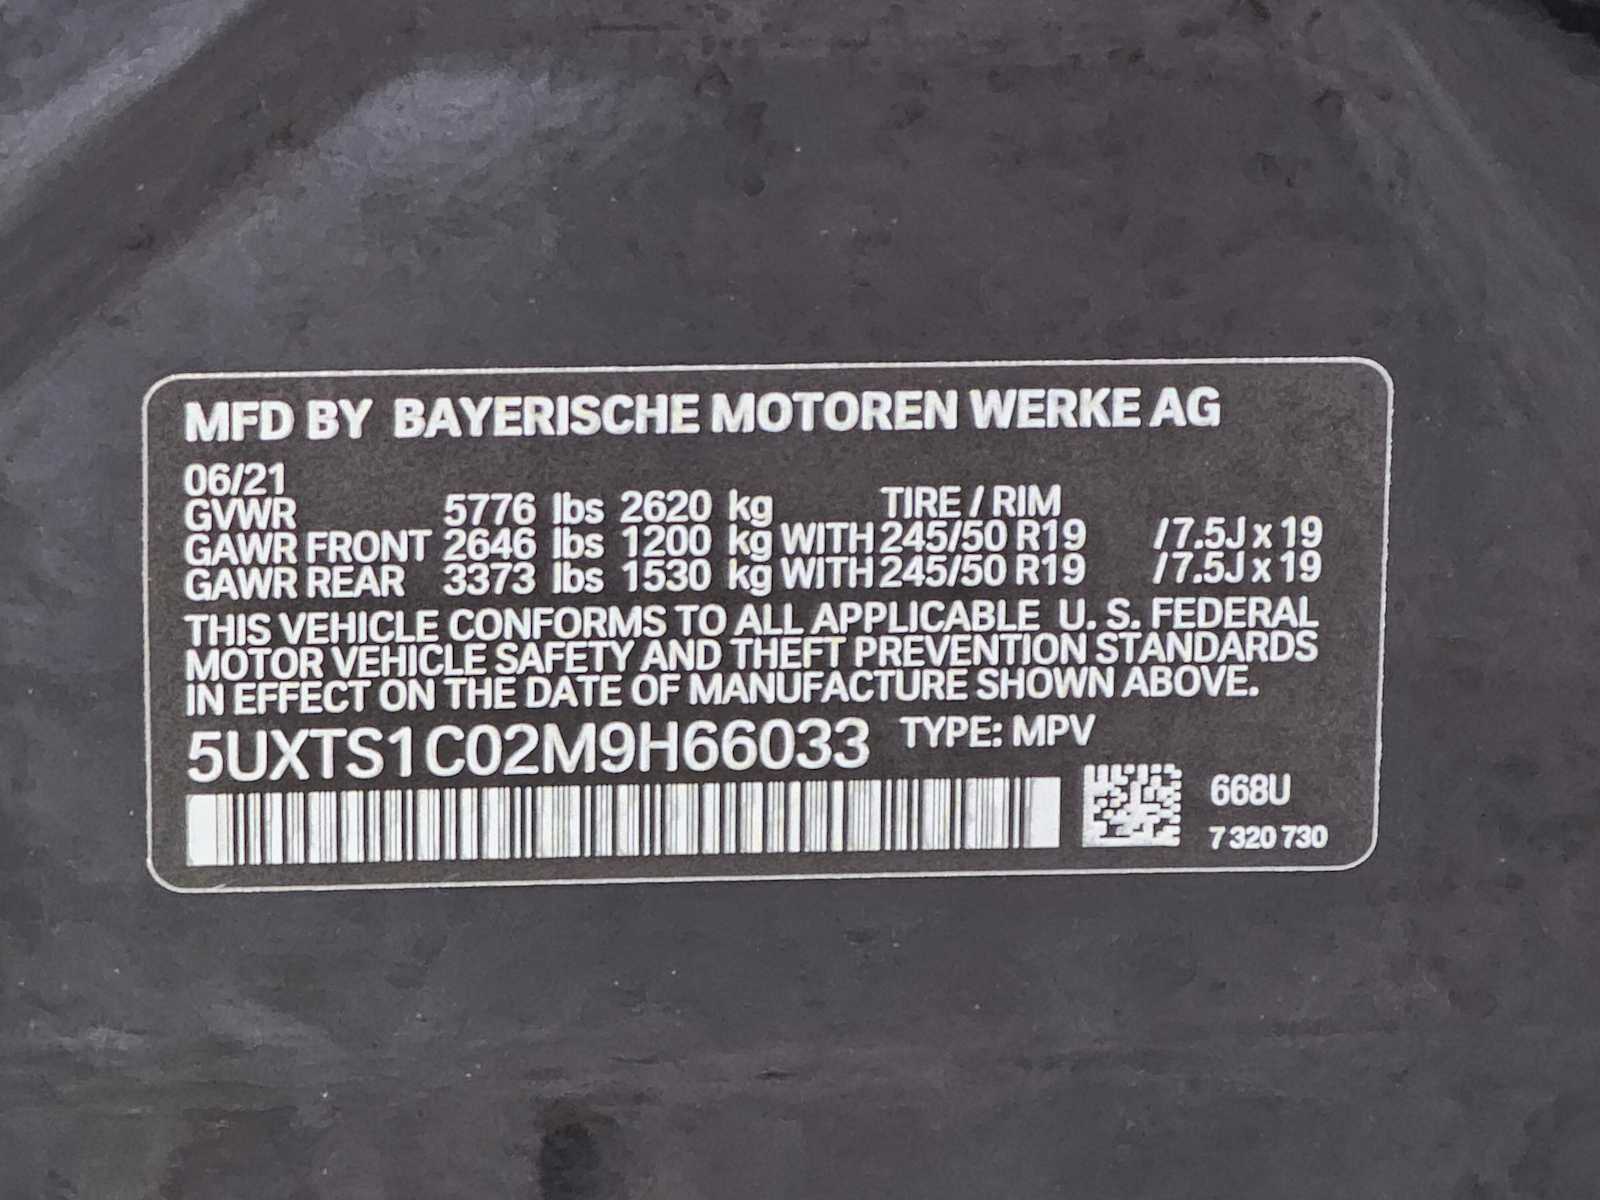 MFD BY BAYERISCHE MOTOREN WERKE AG
06/21
GVWR 5776 lbs 2620 kg TIRE / RIM
GAWR FRONT 2646 lbs 1200 kg WITH 245/50 R19 /7.5J x 19
GAWR REAR 3373 lbs 1530 kg WITH 245/50 R19 /7.5J x 19
THIS VEHICLE CONFORMS TO ALL APPLICABLE U. S. FEDERAL
MOTOR VEHICLE SAFETY AND THEFT PREVENTION STANDARDS
IN EFFECT ON THE DATE OF MANUFACTURE SHOWN ABOVE.
5UXTS1C02M9H66033 TYPE: MPV
668U
7 320 730